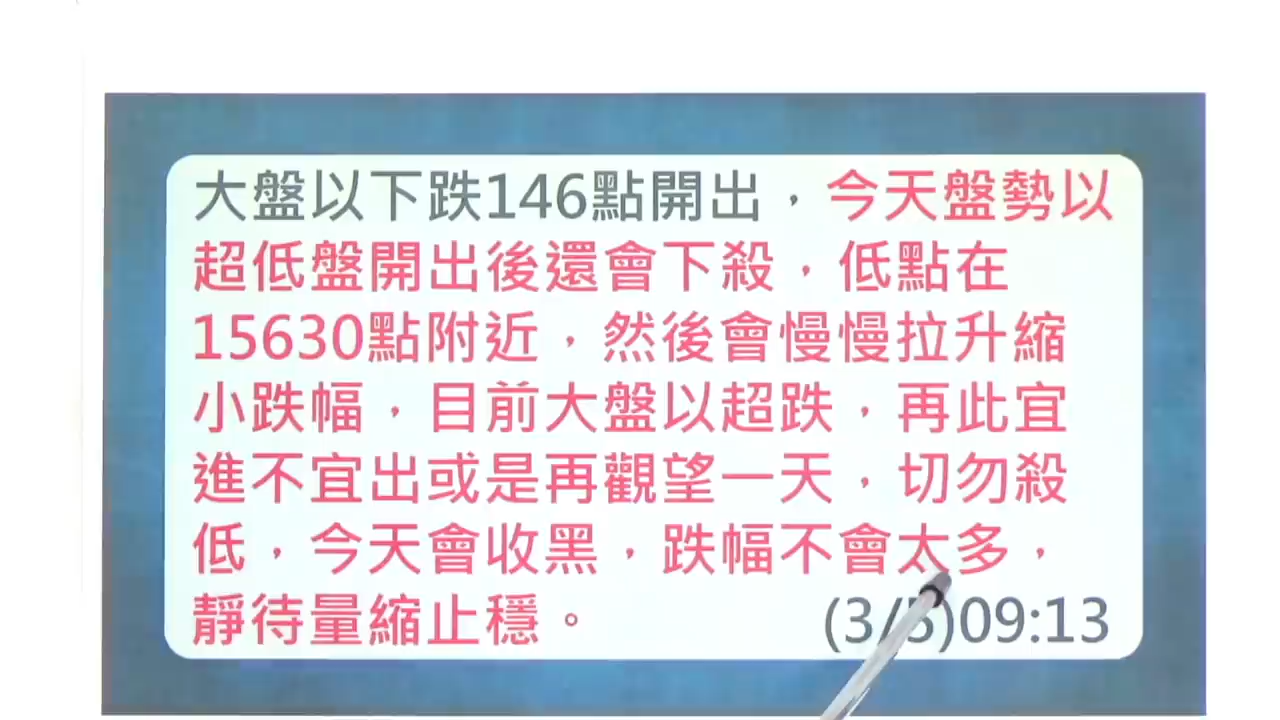 大盤以下跌146點開出，今天盤勢以
超低盤開出後還會下殺，低點在
15630點附近，然後會慢慢拉升縮
小跌幅，目前大盤以超跌，再此宜
進不宜出或是再觀望一天，切勿殺
低，今天會收黑，跌幅不會太多，
靜待量縮止穩。 (3/5)09:13